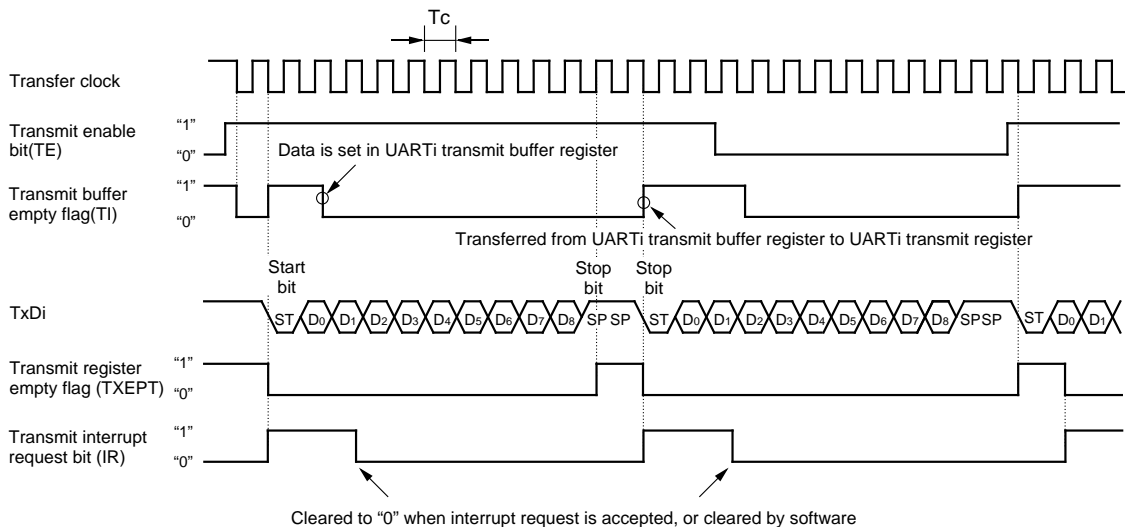 Tc
Transfer clock
Transmit enable
bit(TE)
“1”
“0”
Data is set in UARTi transmit buffer register
Transmit buffer
empty flag(TI)
“1”
“0”
Transferred from UARTi transmit buffer register to UARTi transmit register
Start
bit
Stop
bit
Stop
bit
TxDi
ST D0 D1 D2 D3 D4 D5 D6 D7 D8 SP SP ST D0 D1 D2 D3 D4 D5 D6 D7 D8 SP SP ST D0 D1
Transmit register
empty flag (TXEPT)
“1”
“0”
Transmit interrupt
request bit (IR)
“1”
“0”
Cleared to “0” when interrupt request is accepted, or cleared by software